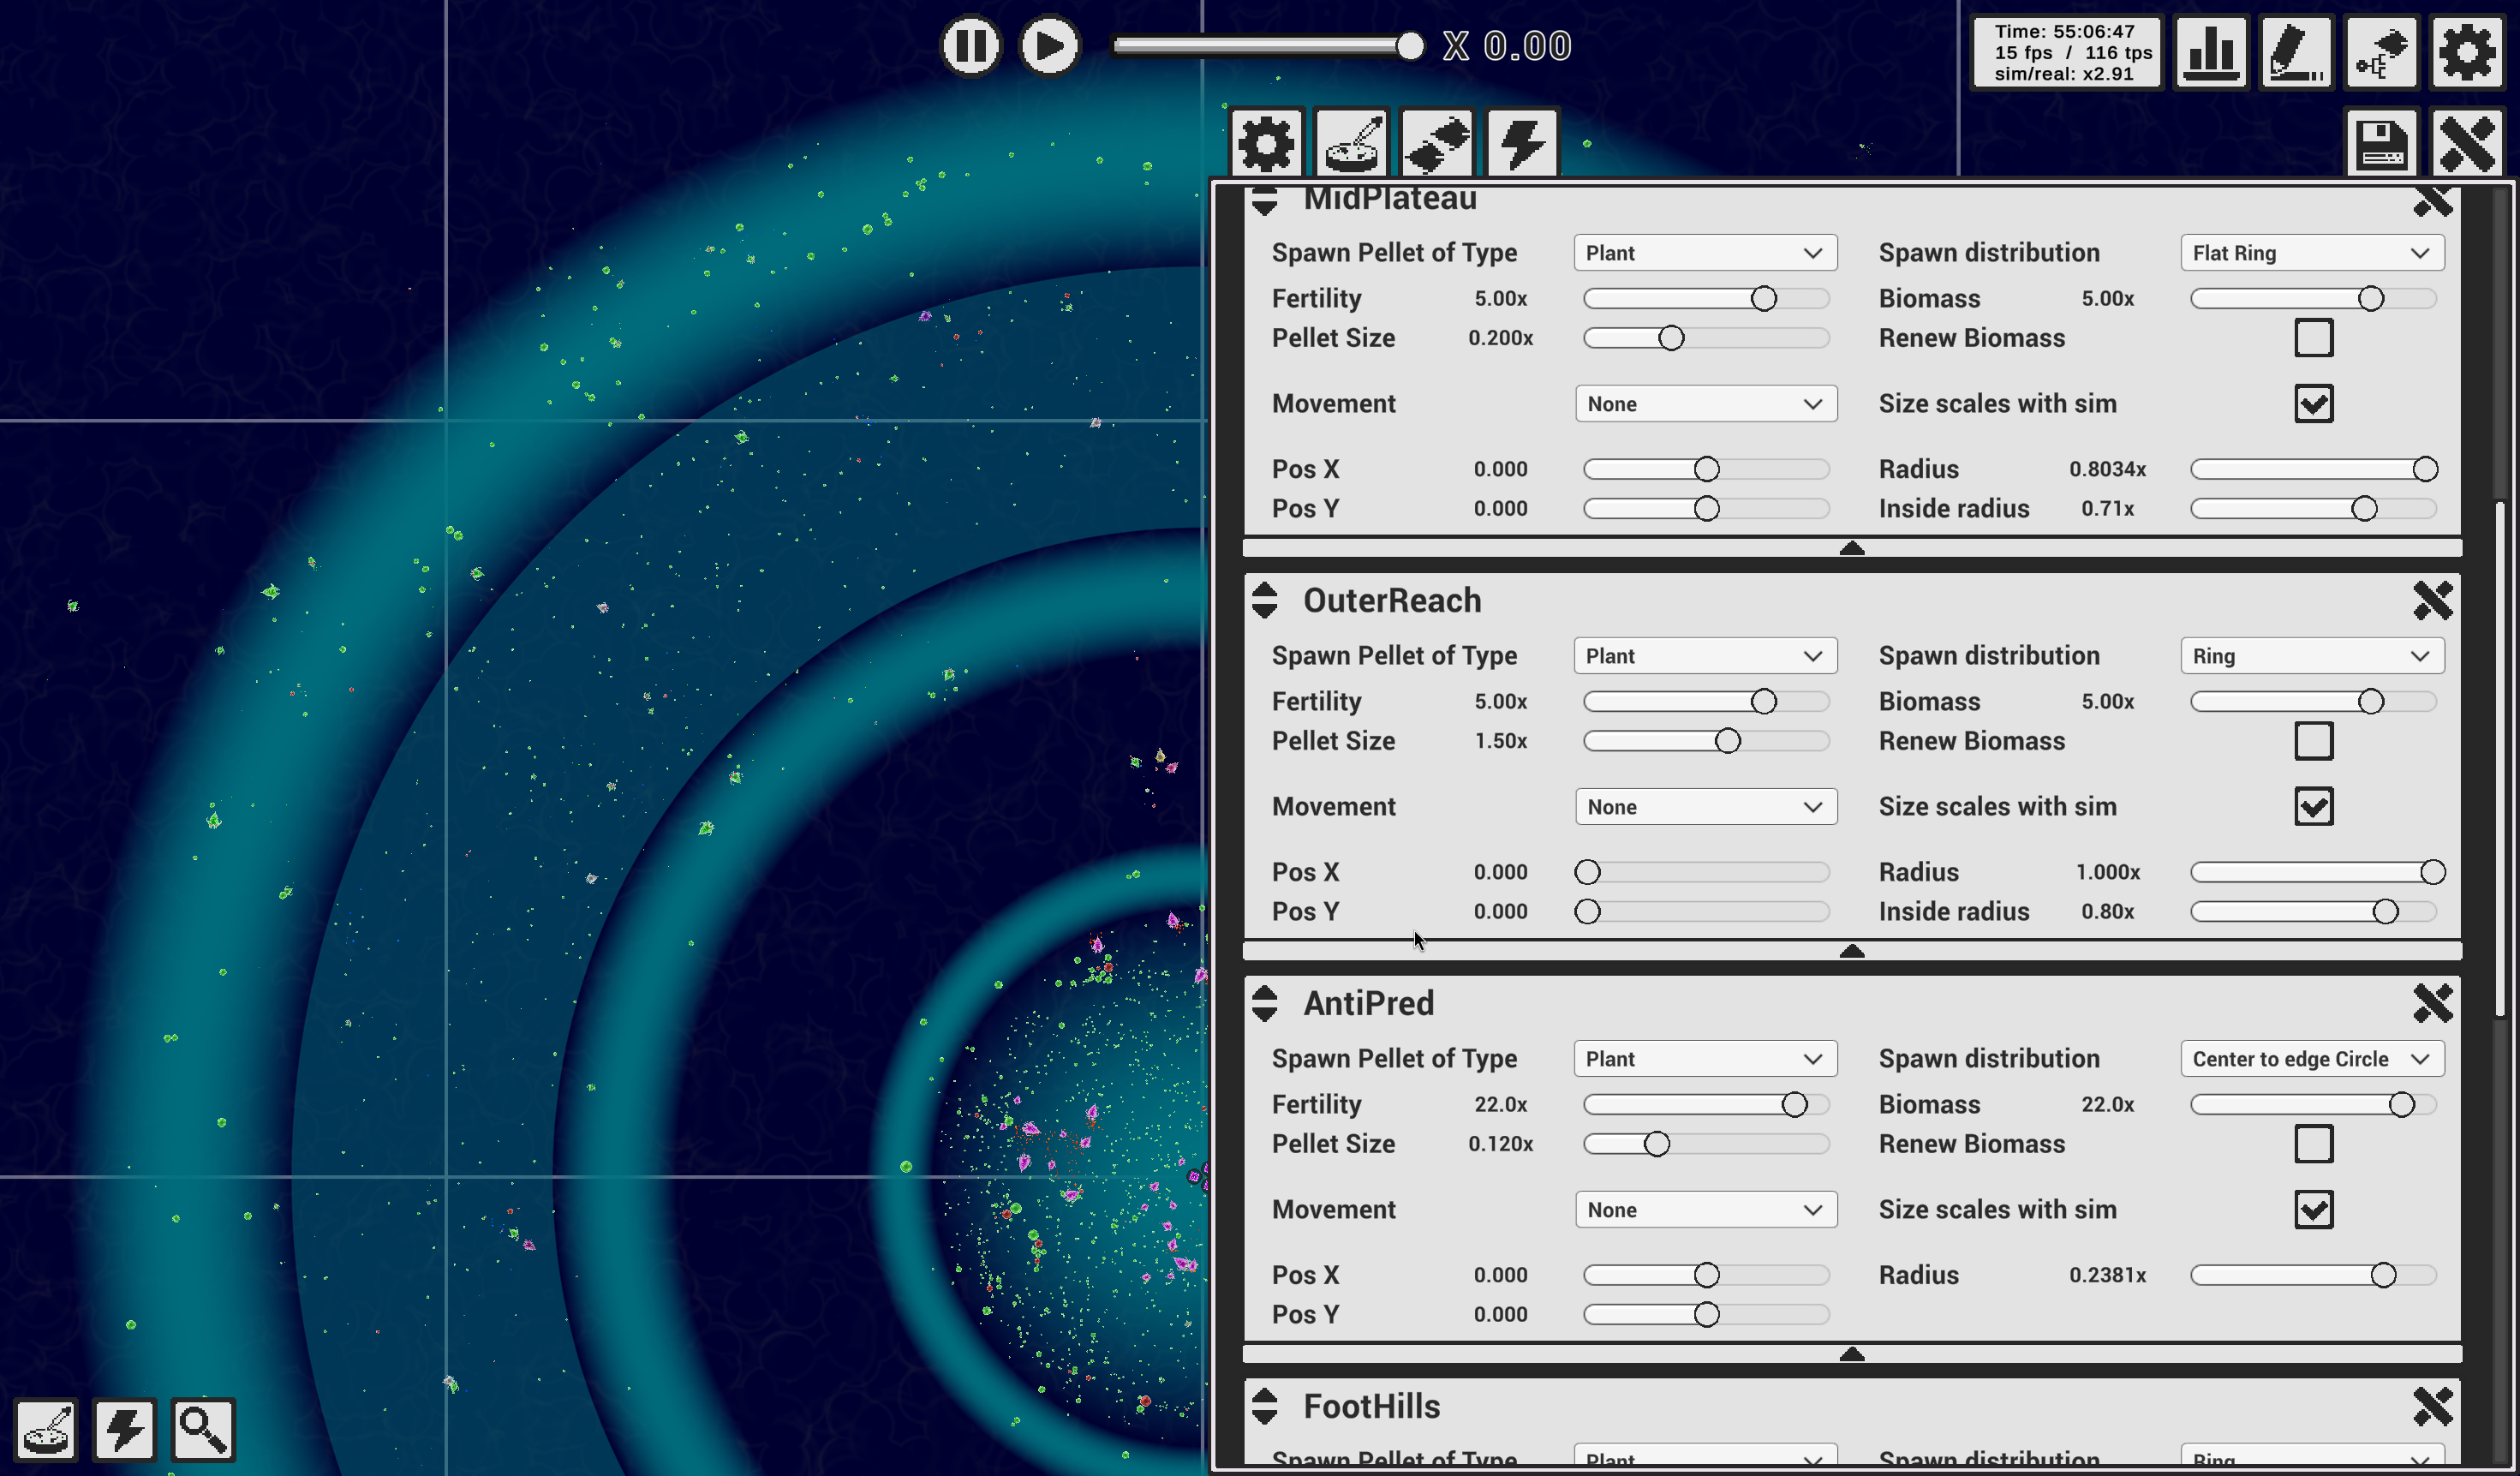 X 0.00
Time: 55:06:47
15 fps / 116 tps
sim/real: x2.91
MidPlateau
Spawn Pellet of Type Plant Spawn distribution Flat Ring
Fertility 5.00x Biomass 5.00x
Pellet Size 0.200x Renew Biomass
Movement None Size scales with sim
Pos X 0.000 Radius 0.8034x
Pos Y 0.000 Inside radius 0.71x
OuterReach
Spawn Pellet of Type Plant Spawn distribution Ring
Fertility 5.00x Biomass 5.00x
Pellet Size 1.50x Renew Biomass
Movement None Size scales with sim
Pos X 0.000 Radius 1.000x
Pos Y 0.000 Inside radius 0.80x
AntiPred
Spawn Pellet of Type Plant Spawn distribution Center to edge Circle
Fertility 22.0x Biomass 22.0x
Pellet Size 0.120x Renew Biomass
Movement None Size scales with sim
Pos X 0.000 Radius 0.2381x
Pos Y 0.000
FootHills
Spawn Pellet of Type Plant Spawn distribution Ring